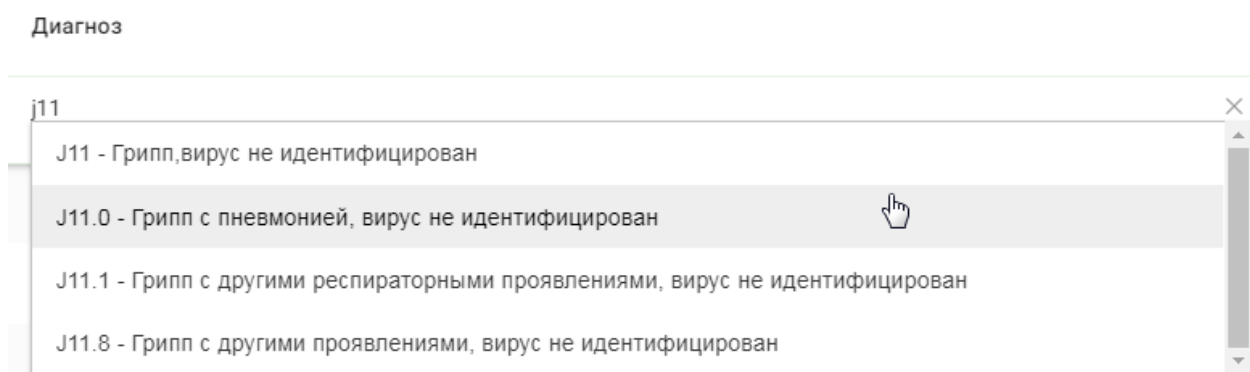 Диагноз
j11
J11 - Грипп,вирус не идентифицирован
J11.0 - Грипп с пневмонией, вирус не идентифицирован
J11.1 - Грипп с другими респираторными проявлениями, вирус не идентифицирован
J11.8 - Грипп с другими проявлениями, вирус не идентифицирован